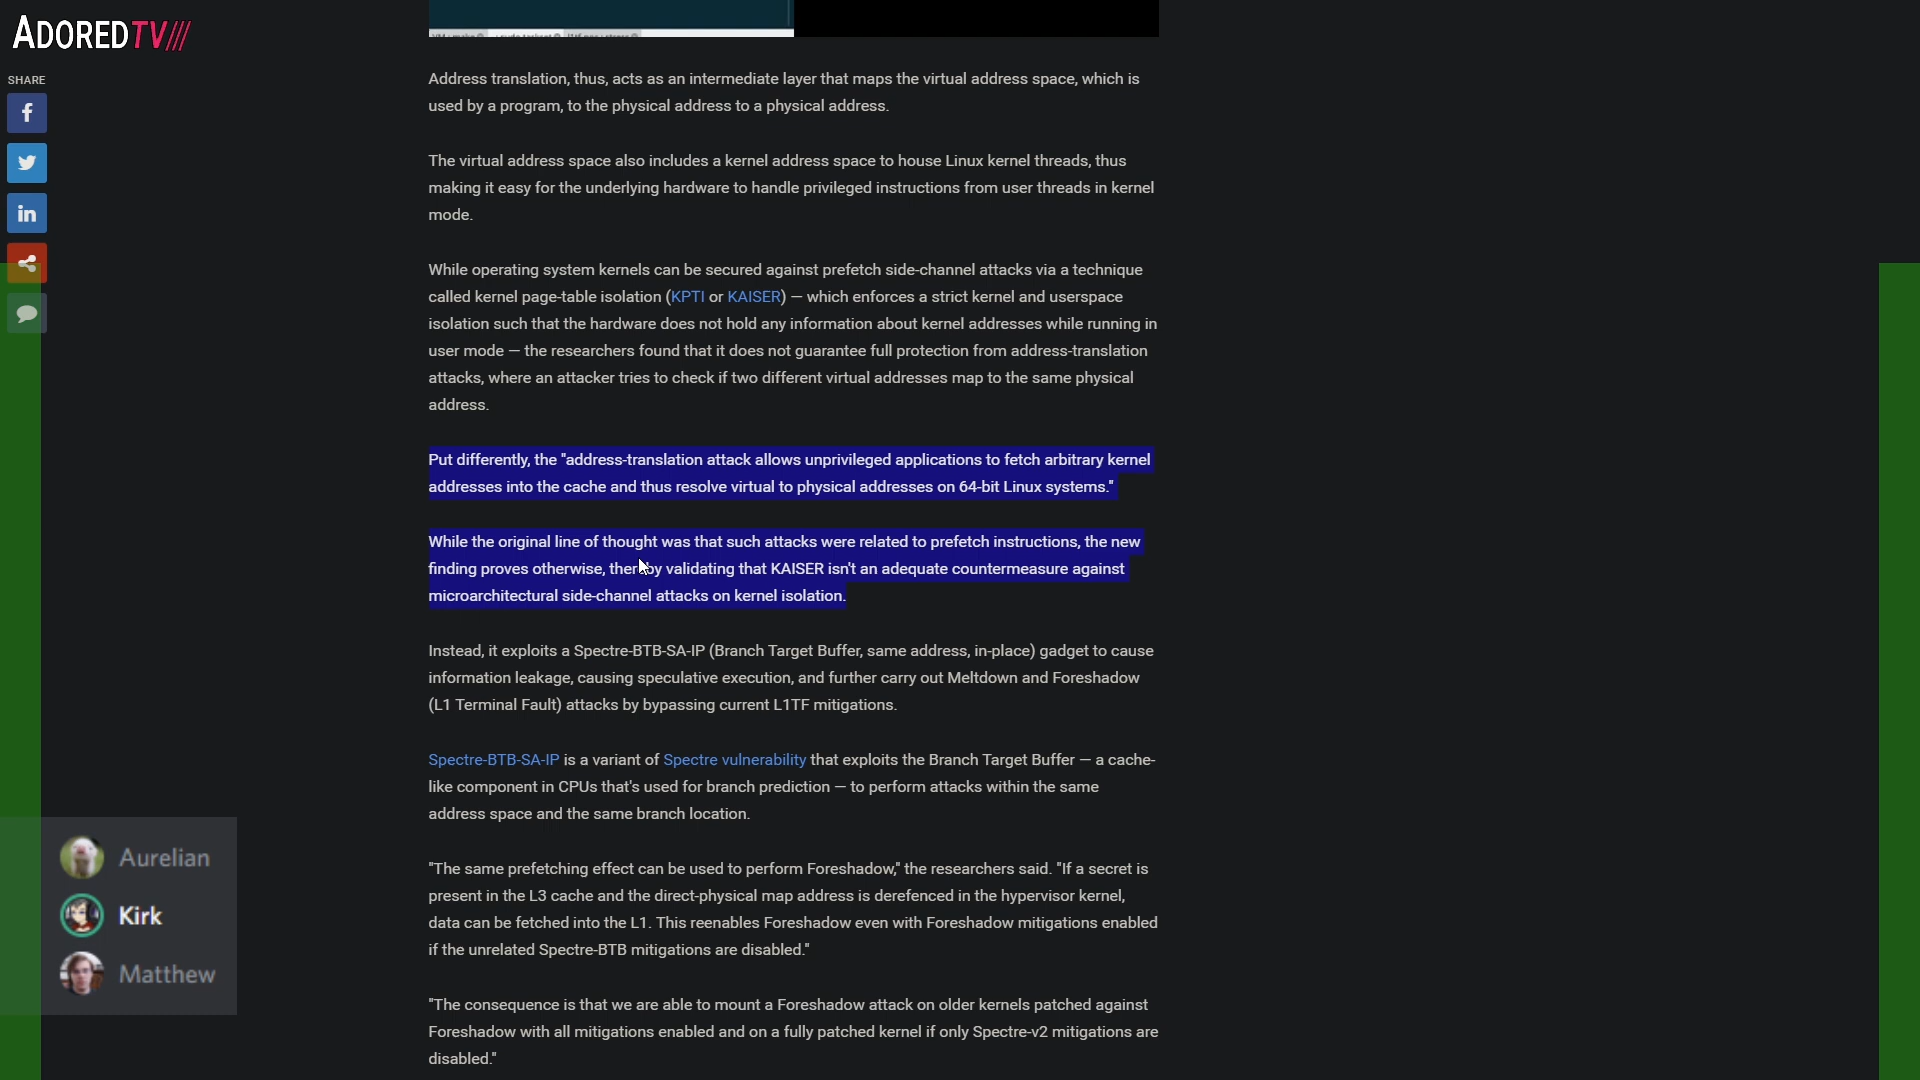 ADOREDTV
SHARE
Address translation, thus, acts as an intermediate layer that maps the virtual address space, which is
used by a program, to the physical address to a physical address.
The virtual address space also includes a kernel address space to house Linux kernel threads, thus
making it easy for the underlying hardware to handle privileged instructions from user threads in kernel
mode.
While operating system kernels can be secured against prefetch side-channel attacks via a technique
called kernel page-table isolation (KPTI or KAISER) — which enforces a strict kernel and userspace
isolation such that the hardware does not hold any information about kernel addresses while running in
user mode — the researchers found that it does not guarantee full protection from address-translation
attacks, where an attacker tries to check if two different virtual addresses map to the same physical
address.
Put differently, the "address-translation attack allows unprivileged applications to fetch arbitrary kernel
addresses into the cache and thus resolve virtual to physical addresses on 64-bit Linux systems."
While the original line of thought was that such attacks were related to prefetch instructions, the new
finding proves otherwise, thereby validating that KAISER isn't an adequate countermeasure against
microarchitectural side-channel attacks on kernel isolation.
Instead, it exploits a Spectre-BTB-SA-IP (Branch Target Buffer, same address, in-place) gadget to cause
information leakage, causing speculative execution, and further carry out Meltdown and Foreshadow
(L1 Terminal Fault) attacks by bypassing current L1TF mitigations.
Spectre-BTB-SA-IP is a variant of Spectre vulnerability that exploits the Branch Target Buffer — a cache-
like component in CPUs that's used for branch prediction — to perform attacks within the same
address space and the same branch location.
"The same prefetching effect can be used to perform Foreshadow," the researchers said. "If a secret is
present in the L3 cache and the direct-physical map address is derefenced in the hypervisor kernel,
data can be fetched into the L1. This reenables Foreshadow even with Foreshadow mitigations enabled
if the unrelated Spectre-BTB mitigations are disabled."
"The consequence is that we are able to mount a Foreshadow attack on older kernels patched against
Foreshadow with all mitigations enabled and on a fully patched kernel if only Spectre-v2 mitigations are
disabled."
Aurelian
Kirk
Matthew